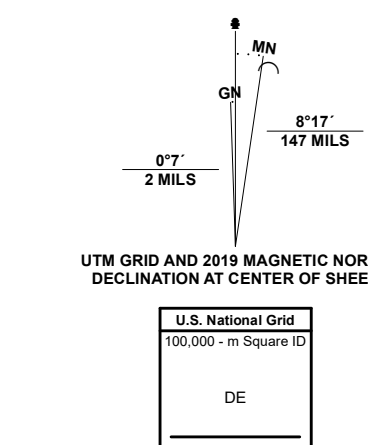 MN
GN
8°17´
147 MILS
0°7´
2 MILS
UTM GRID AND 2019 MAGNETIC NOR
DECLINATION AT CENTER OF SHEE
U.S. National Grid
100,000 - m Square ID
DE